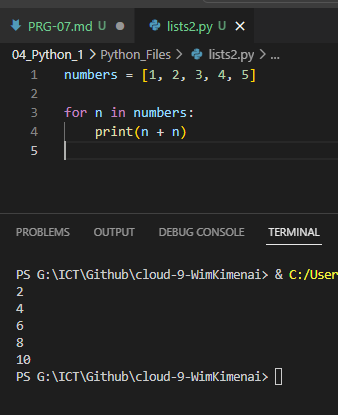 PRG-07.md U
lists2.py U
04_Python_1 > Python_Files > lists2.py > ...
1 numbers = [1, 2, 3, 4, 5]
2
3 for n in numbers:
4 print(n + n)
5
PROBLEMS OUTPUT DEBUG CONSOLE TERMINAL
PS G:\ICT\Github\cloud-9-WimKimenai> & C:/User
2
4
6
8
10
PS G:\ICT\Github\cloud-9-WimKimenai>